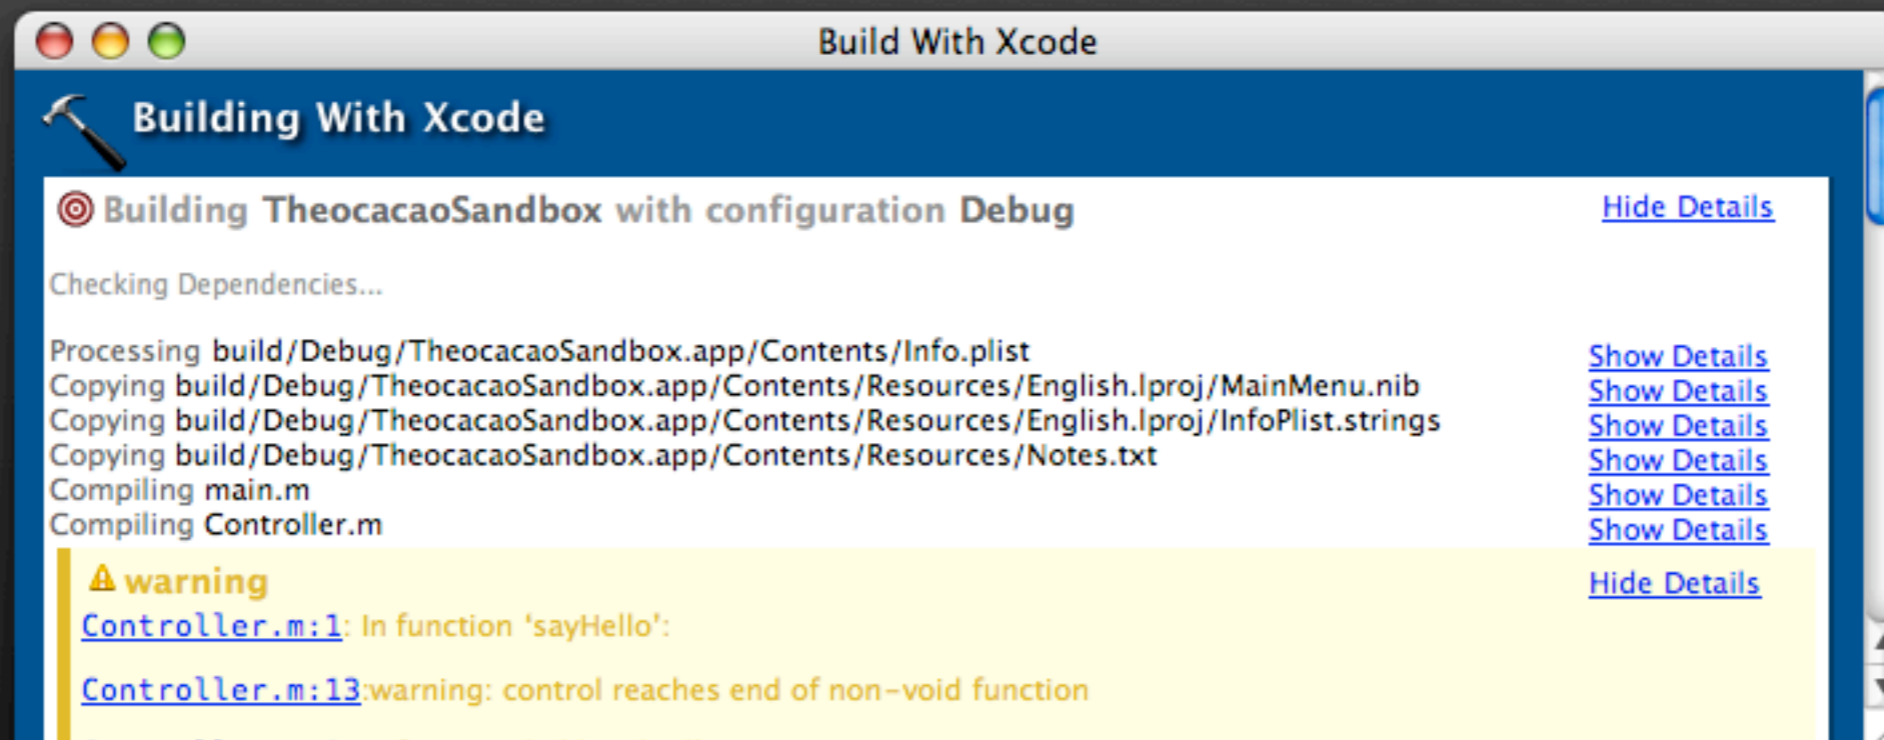 Build With Xcode
Building With Xcode
Building TheocacaoSandbox with configuration Debug Hide Details
Checking Dependencies...
Processing build/Debug/TheocacaoSandbox.app/Contents/Info.plist Show Details
Copying build/Debug/TheocacaoSandbox.app/Contents/Resources/English.lproj/MainMenu.nib Show Details
Copying build/Debug/TheocacaoSandbox.app/Contents/Resources/English.lproj/InfoPlist.strings Show Details
Copying build/Debug/TheocacaoSandbox.app/Contents/Resources/Notes.txt Show Details
Compiling main.m Show Details
Compiling Controller.m Show Details
warning Hide Details
Controller.m:1: In function ‘sayHello’:
Controller.m:13:warning: control reaches end of non-void function